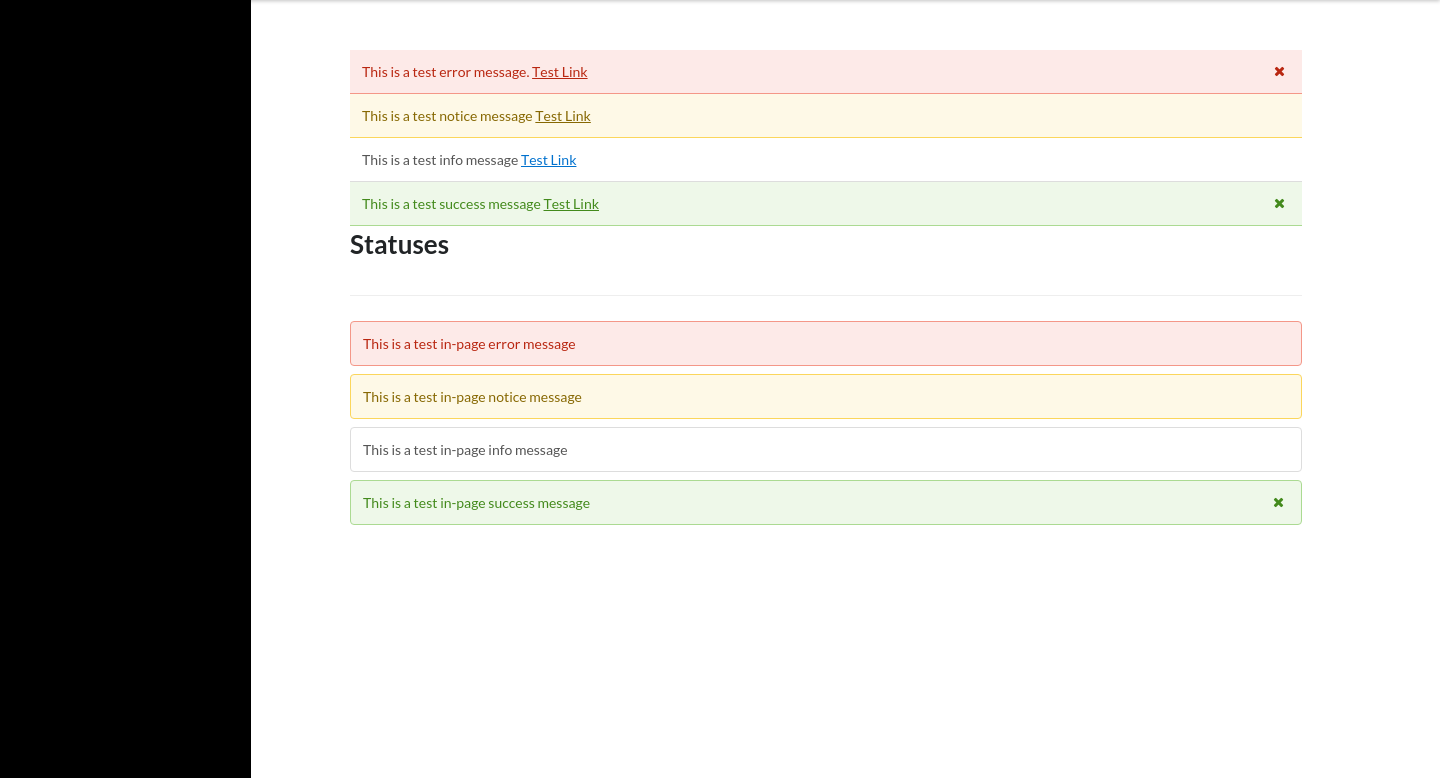 This is a test error message. Test Link
This is a test notice message Test Link
This is a test info message Test Link
This is a test success message Test Link
Statuses
This is a test in-page error message
This is a test in-page notice message
This is a test in-page info message
This is a test in-page success message